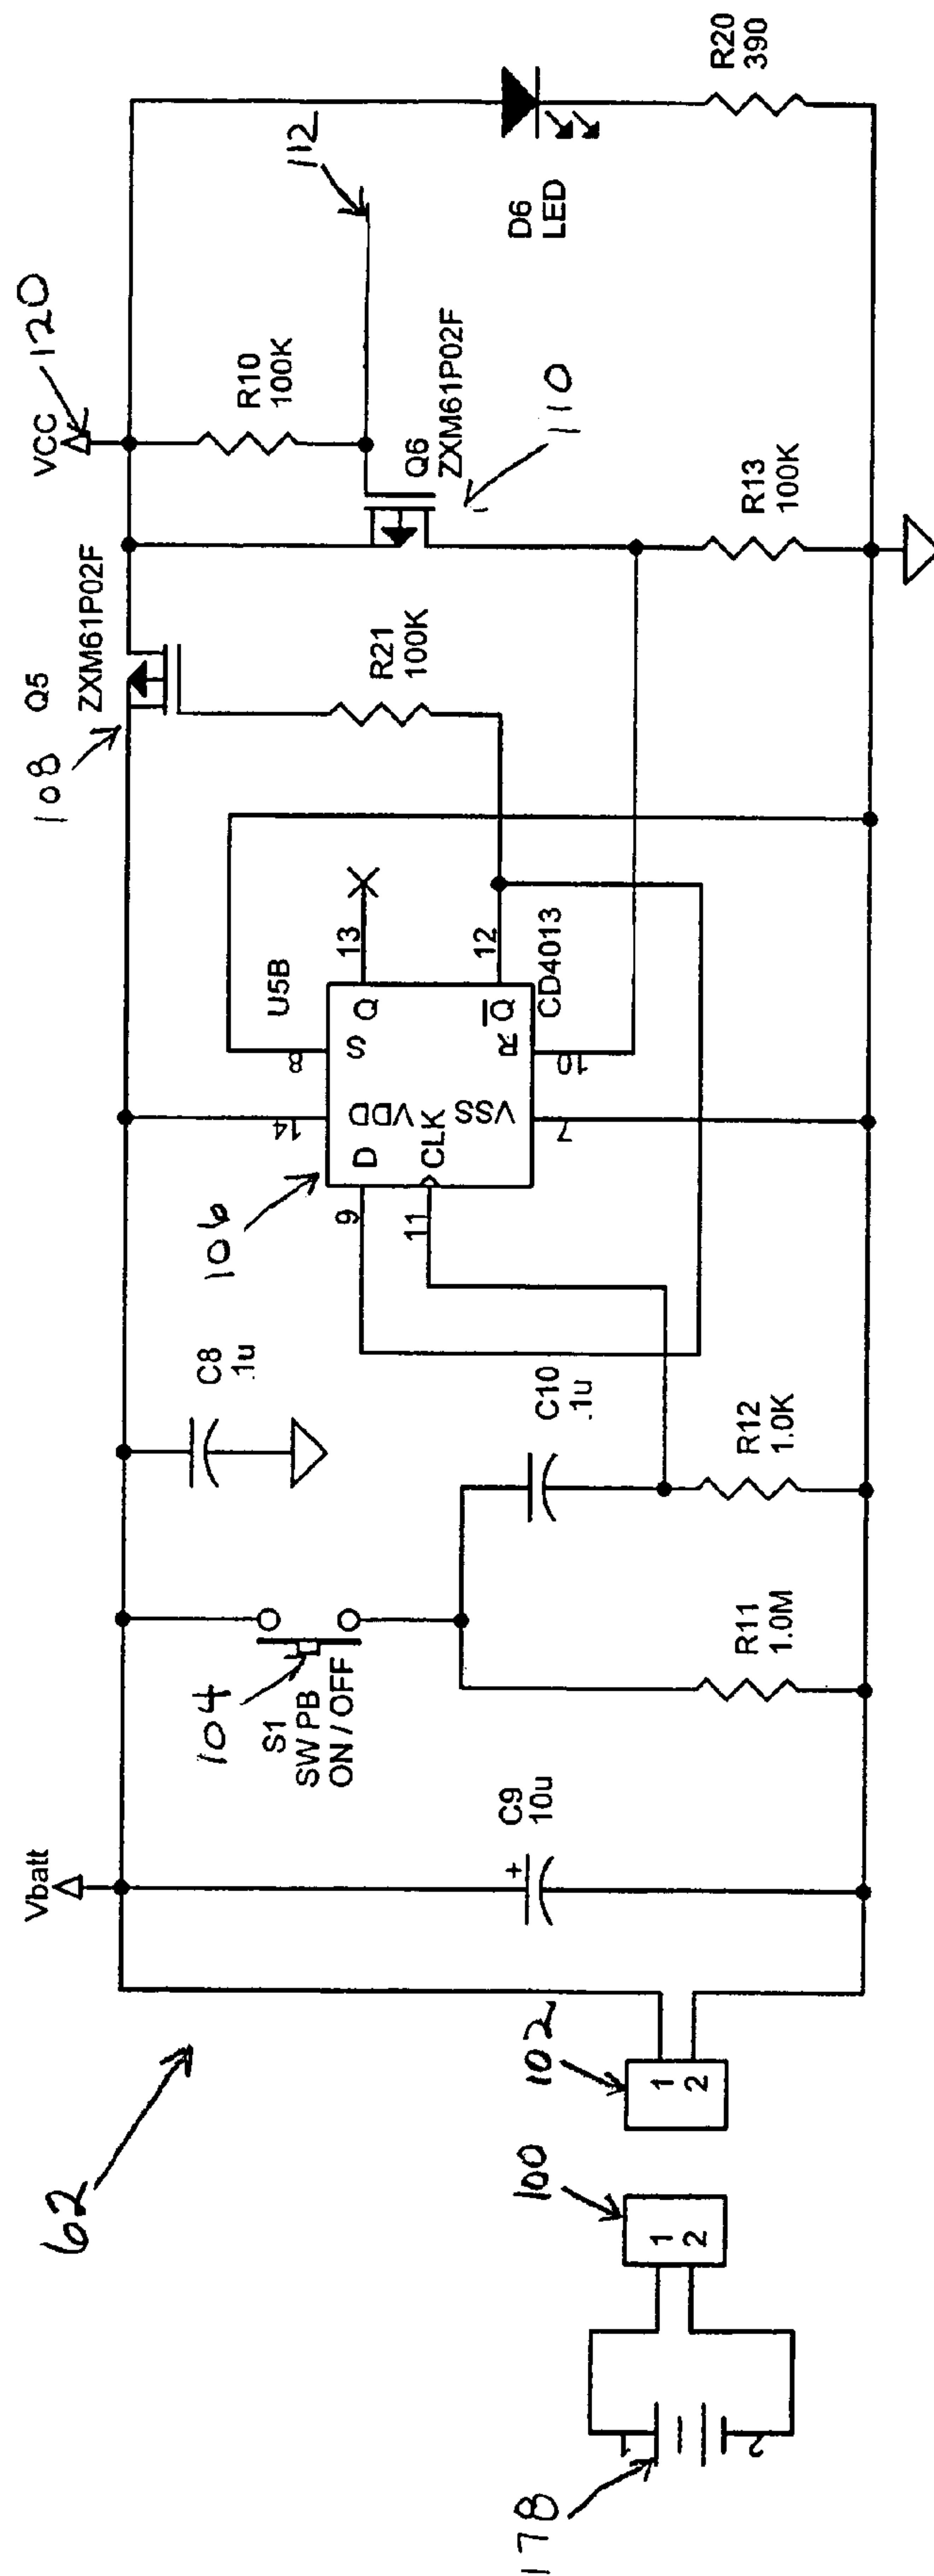 62
178
1
2
100
1
2
102
1
2
Vbatt
C9
10u
104
S1
SW PB
ON / OFF
R11
1.0M
C8
.1u
C10
.1u
R12
1.0K
106
U5B
CD4013
14
VDD
8
S
9
D
11
CLK
13
Q
12
Q̅
VSS
7
R
10
108
Q5
ZXM61P02F
R21
100K
VCC
120
R10
100K
112
Q6
ZXM61P02F
110
R13
100K
D6
LED
R20
390